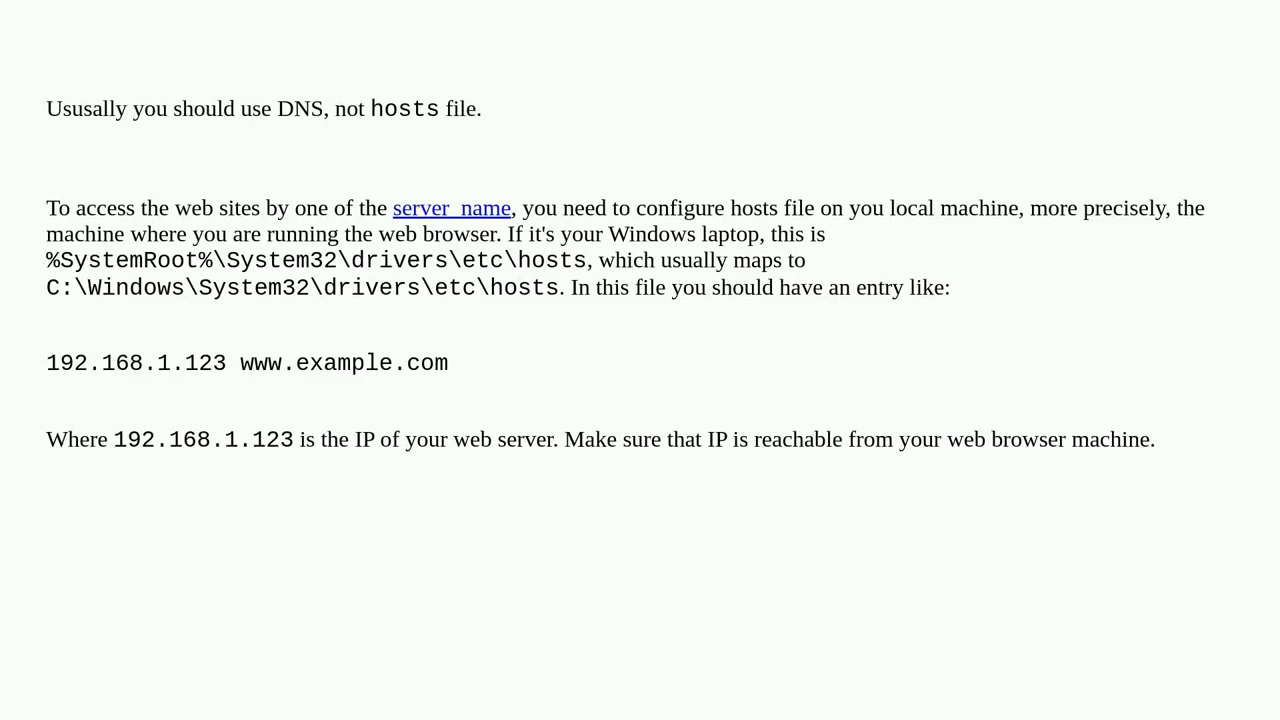 Ususally you should use DNS, not hosts file.
To access the web sites by one of the server_name, you need to configure hosts file on you local machine, more precisely, the
machine where you are running the web browser. If it's your Windows laptop, this is
%SystemRoot%\System32\drivers\etc\hosts, which usually maps to
C:\Windows\System32\drivers\etc\hosts. In this file you should have an entry like:
192.168.1.123 www.example.com
Where 192.168.1.123 is the IP of your web server. Make sure that IP is reachable from your web browser machine.